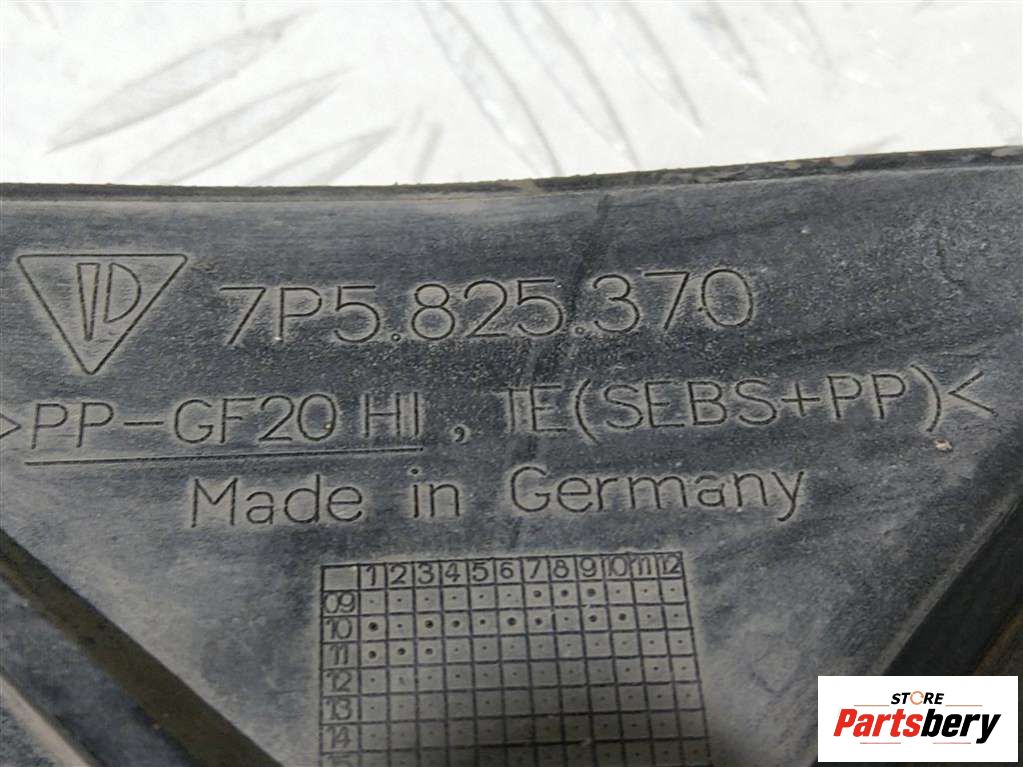 7P5.825.370
>PP-GF20 HI, TE(SEBS+PP)<
Made in Germany
1 2 3 4 5 6 7 8 9 10 11 12
09
10
11
12
13
14
STORE
Partsbery